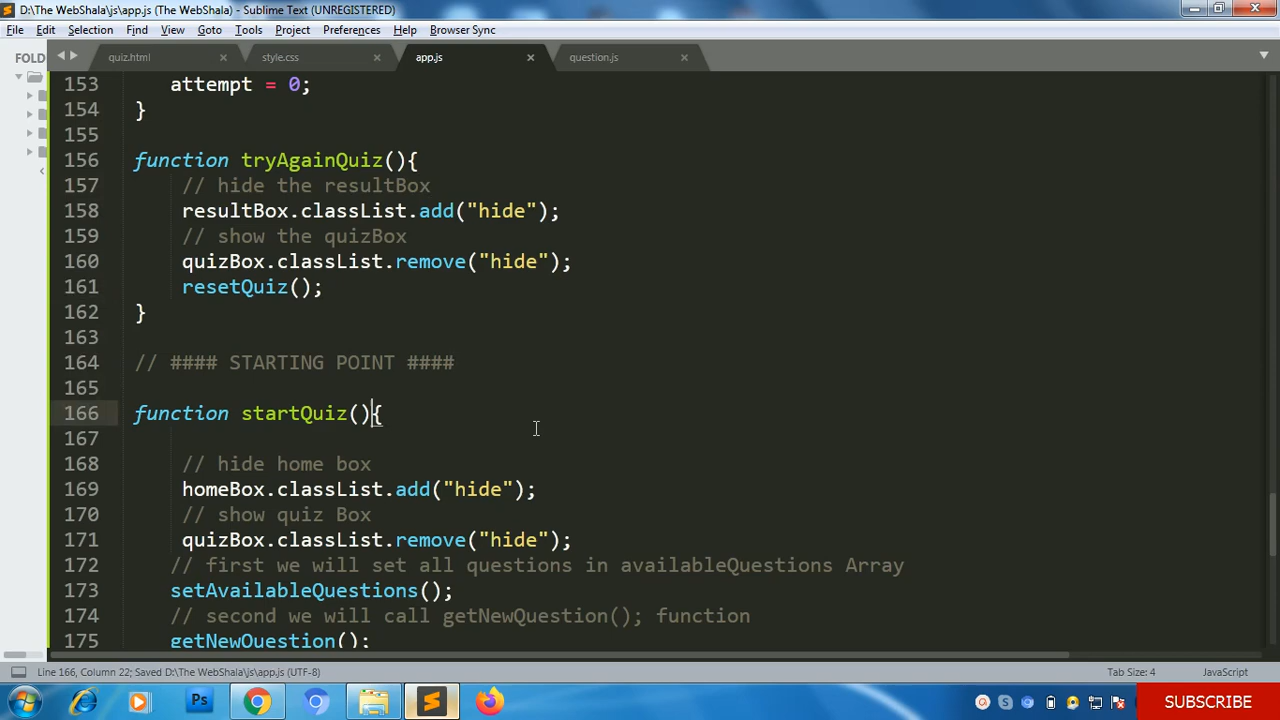 D:\The WebShala\js\app.js (The WebShala) - Sublime Text (UNREGISTERED)
File Edit Selection Find View Goto Tools Project Preferences Help Browser Sync
FOLD
quiz.html style.css app.js question.js
153 attempt = 0;
154 }
155
156 function tryAgainQuiz(){
157 // hide the resultBox
158 resultBox.classList.add("hide");
159 // show the quizBox
160 quizBox.classList.remove("hide");
161 resetQuiz();
162 }
163
164 // #### STARTING POINT ####
165
166 function startQuiz(){
167
168 // hide home box
169 homeBox.classList.add("hide");
170 // show quiz Box
171 quizBox.classList.remove("hide");
172 // first we will set all questions in availableQuestions Array
173 setAvailableQuestions();
174 // second we will call getNewQuestion(); function
175 getNewQuestion();
Line 166, Column 22; Saved D:\The WebShala\js\app.js (UTF-8) Tab Size: 4 JavaScript
Ps
SUBSCRIBE